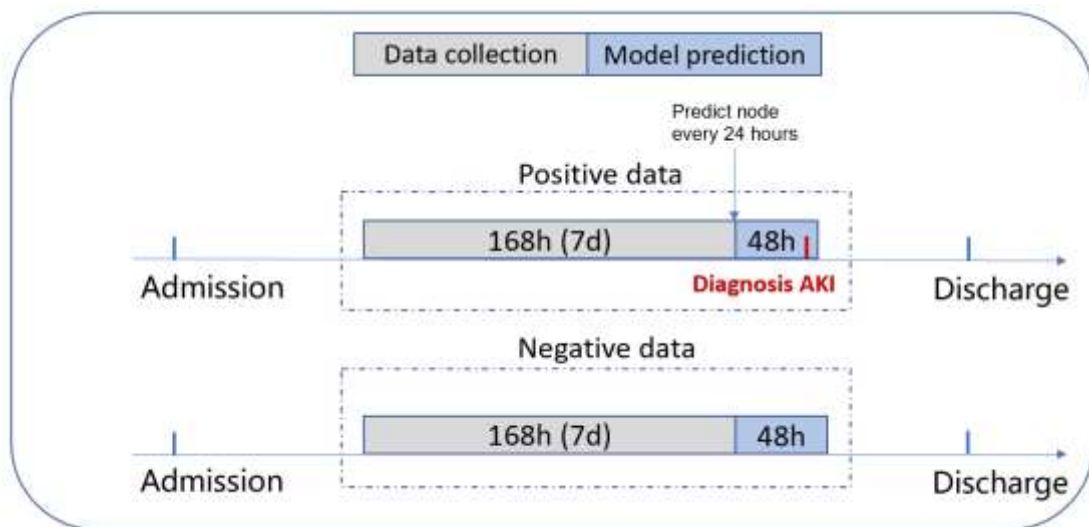 Data collection Model prediction
Predict node
every 24 hours
Positive data
168h (7d) 48h
Diagnosis AKI
Admission Discharge
Negative data
168h (7d) 48h
Admission Discharge